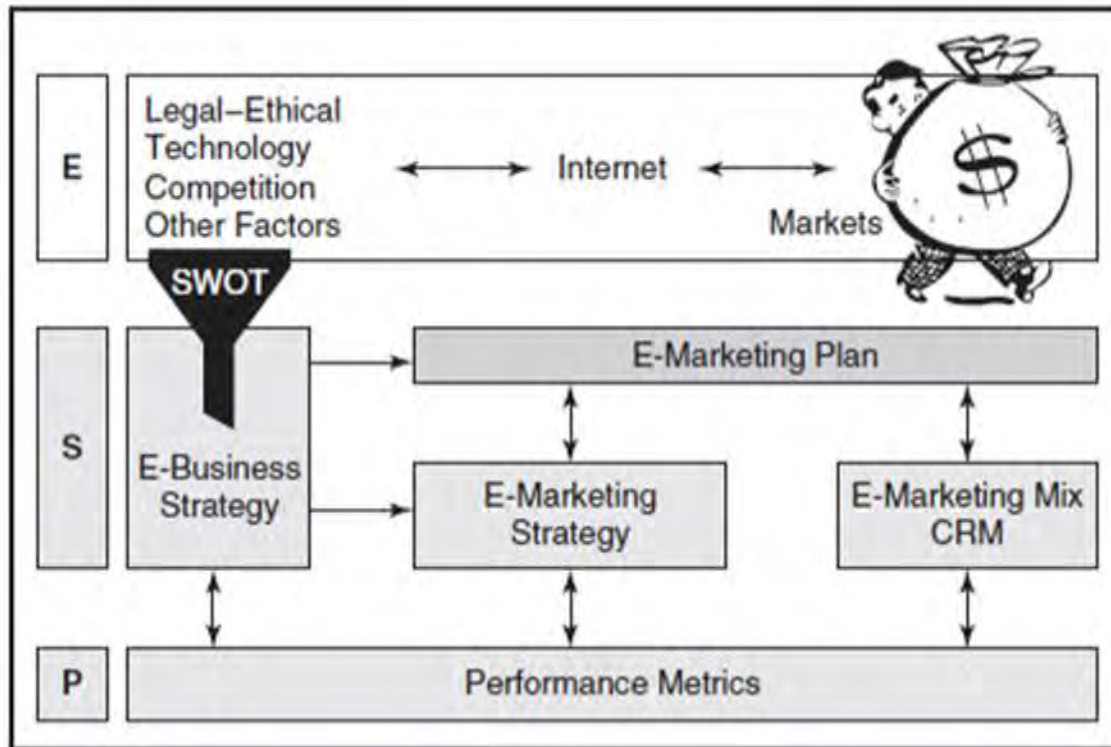 E
Legal–Ethical
Technology
Competition
Other Factors
Internet
Markets
$
SWOT
S
E-Business
Strategy
E-Marketing Plan
E-Marketing
Strategy
E-Marketing Mix
CRM
P
Performance Metrics